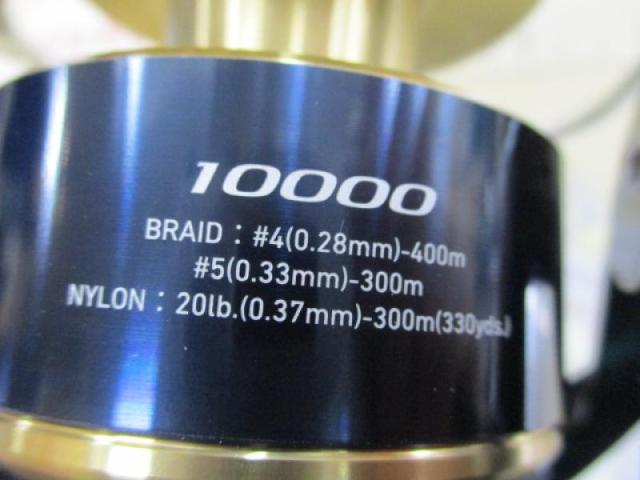 10000
BRAID : #4(0.28mm)-400m
#5(0.33mm)-300m
NYLON : 20lb.(0.37mm)-300m(330yds.)